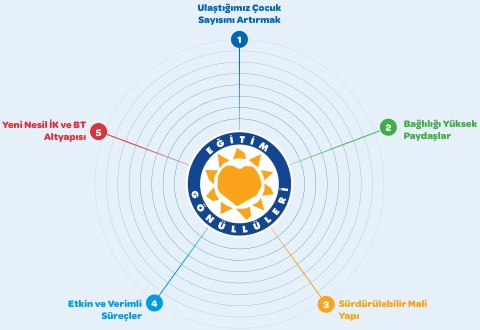 Ulaştığımız Çocuk
Sayısını Artırmak
1
2
Bağlılığı Yüksek
Paydaşlar
3
Sürdürülebilir Mali
Yapı
4
Etkin ve Verimli
Süreçler
5
Yeni Nesil İK ve BT
Altyapısı
EĞİTİM
GÖNÜLLÜLERİ